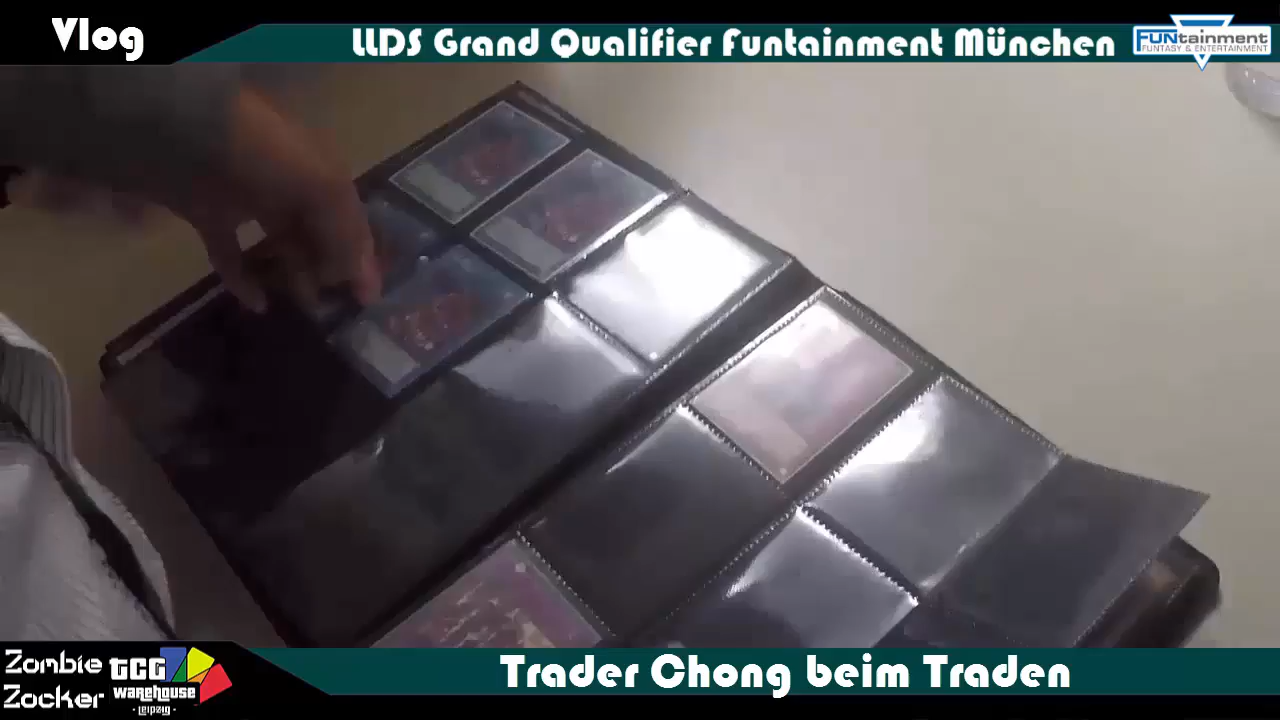 Vlog
LLDS Grand Qualifier Funtainment München
FUNtainment
FUNTASY & ENTERTAINMENT
Zombie
Zocker
TCG
WAREHOUSE
- Leipzig -
Trader Chong beim Traden